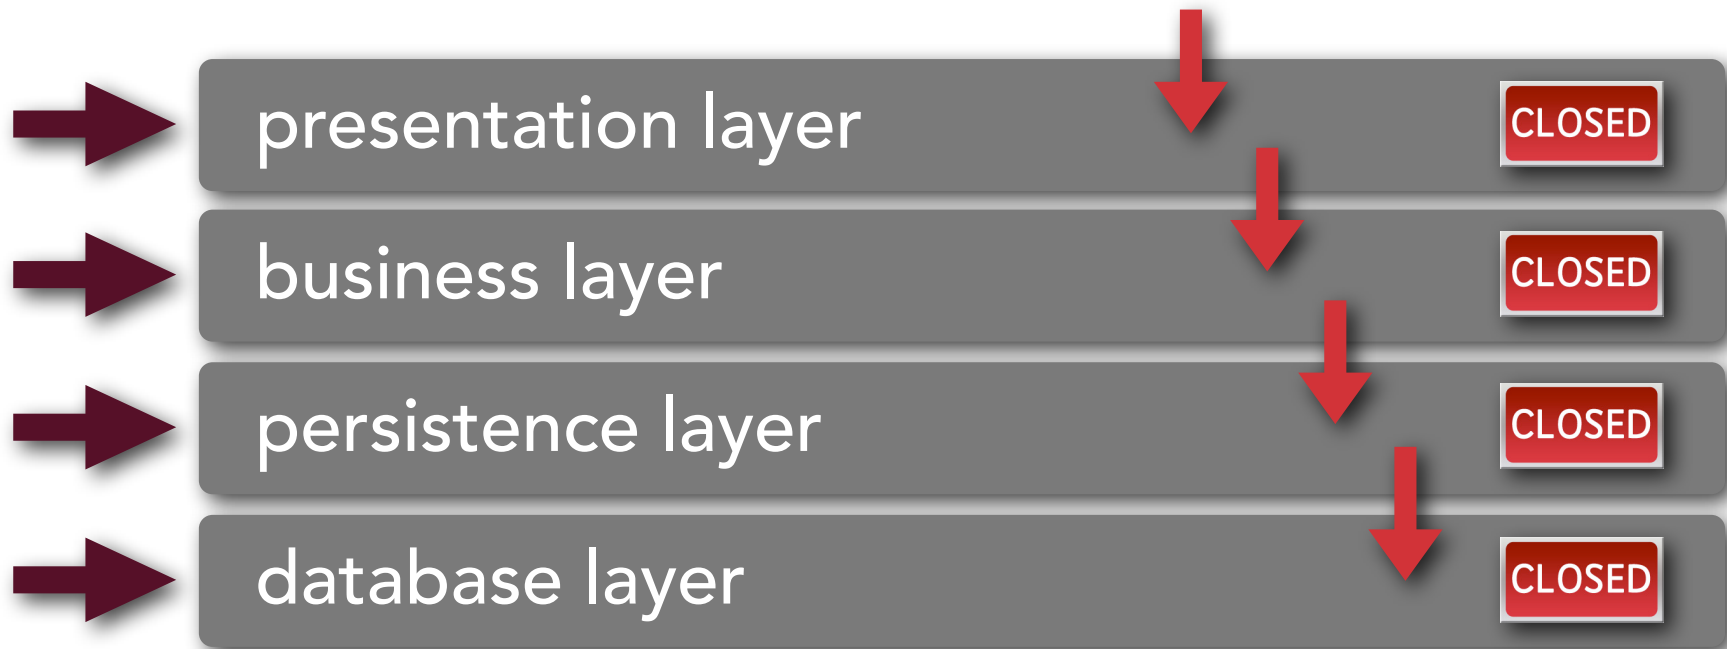 presentation layer CLOSED
business layer CLOSED
persistence layer CLOSED
database layer CLOSED